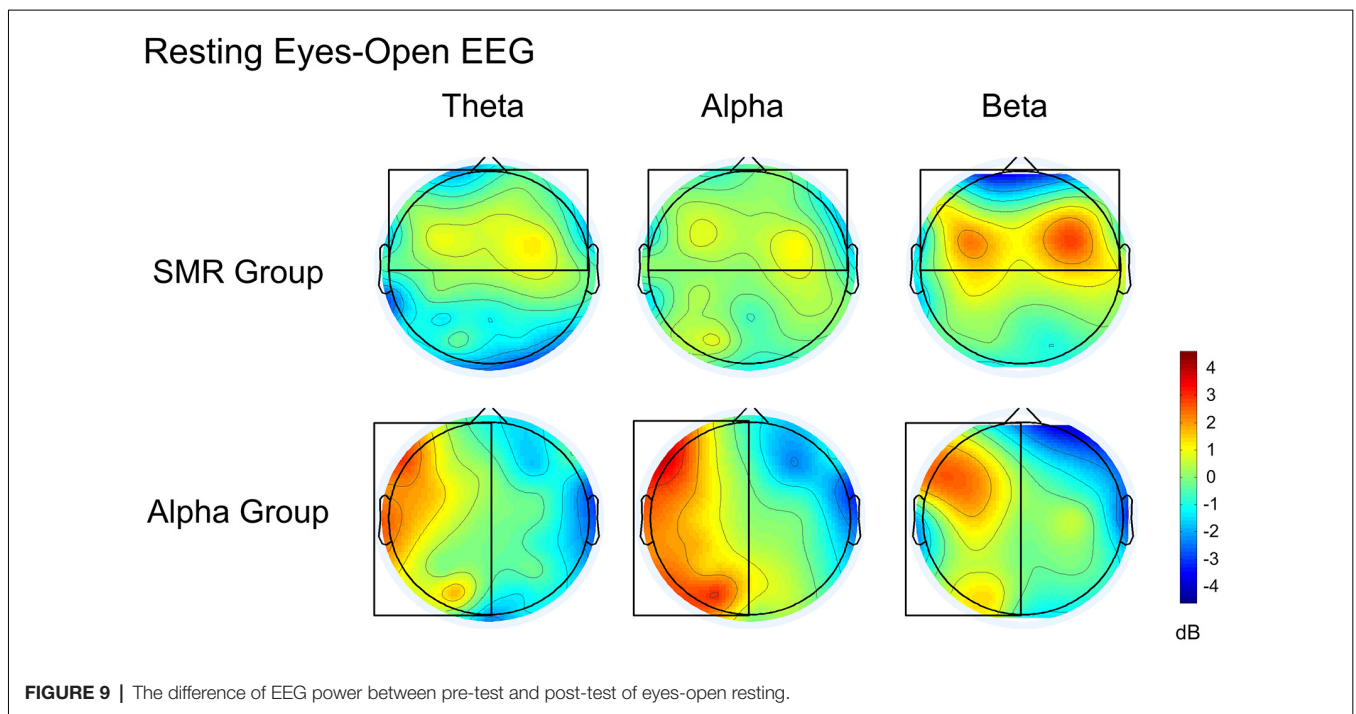 Resting Eyes-Open EEG
Theta Alpha Beta
SMR Group
Alpha Group
4
3
2
1
0
-1
-2
-3
-4
dB
FIGURE 9 | The difference of EEG power between pre-test and post-test of eyes-open resting.